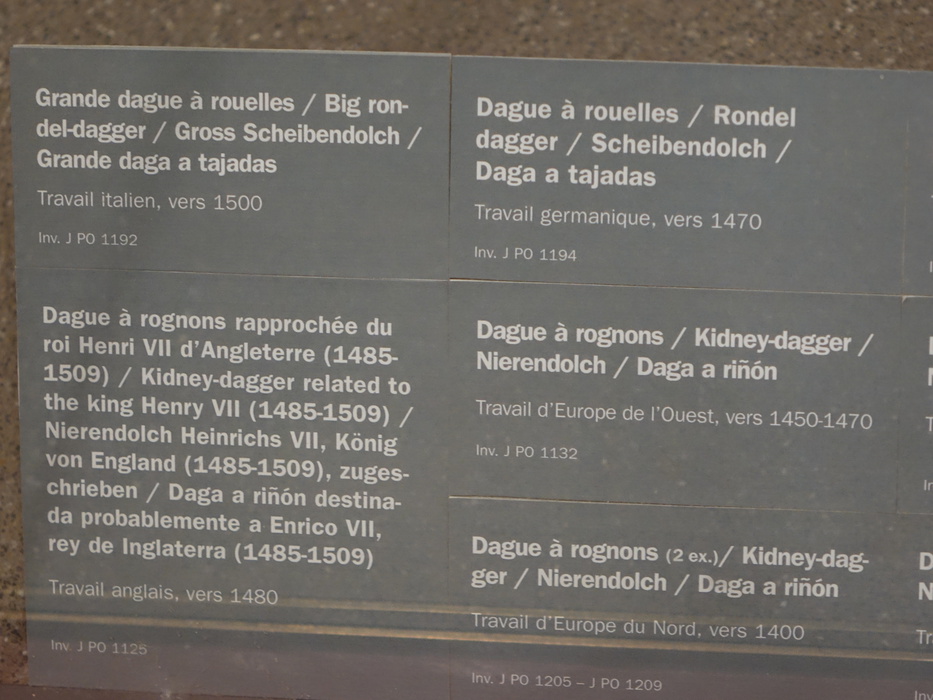 Grande dague à rouelles / Big ron-
del-dagger / Gross Scheibendolch /
Grande daga a tajadas
Travail italien, vers 1500
Inv. J PO 1192
Dague à rognons rapprochée du
roi Henri VII d'Angleterre (1485-
1509) / Kidney-dagger related to
the king Henry VII (1485-1509) /
Nierendolch Heinrichs VII, König
von England (1485-1509), zuges-
chrieben / Daga a riñón destina-
da probablemente a Enrico VII,
rey de Inglaterra (1485-1509)
Travail anglais, vers 1480
Inv. J PO 1125
Dague à rouelles / Rondel
dagger / Scheibendolch /
Daga a tajadas
Travail germanique, vers 1470
Inv. J PO 1194
Dague à rognons / Kidney-dagger /
Nierendolch / Daga a riñón
Travail d'Europe de l'Ouest, vers 1450-1470
Inv. J PO 1132
Dague à rognons (2 ex.)/ Kidney-dag-
ger / Nierendolch / Daga a riñón
Travail d'Europe du Nord, vers 1400
Inv. J PO 1205 – J PO 1209